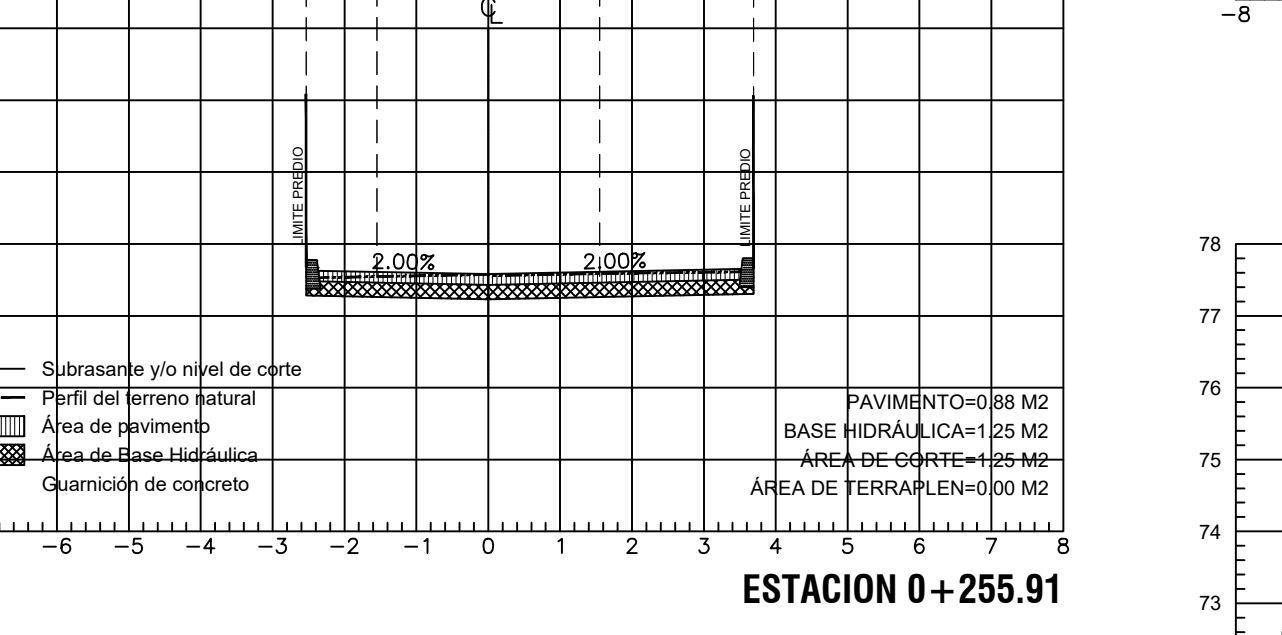 ℄
−8
LIMITE PREDIO
LIMITE PREDIO
2.00%
2.00%
78
77
76
75
74
73
Subrasante y/o nivel de corte
Perfil del terreno natural
Área de pavimento
Área de Base Hidráulica
Guarnición de concreto
PAVIMENTO=0.88 M2
BASE HIDRÁULICA=1.25 M2
ÁREA DE CORTE=1.25 M2
ÁREA DE TERRAPLEN=0.00 M2
−6 −5 −4 −3 −2 −1 0 1 2 3 4 5 6 7 8
ESTACION 0+255.91